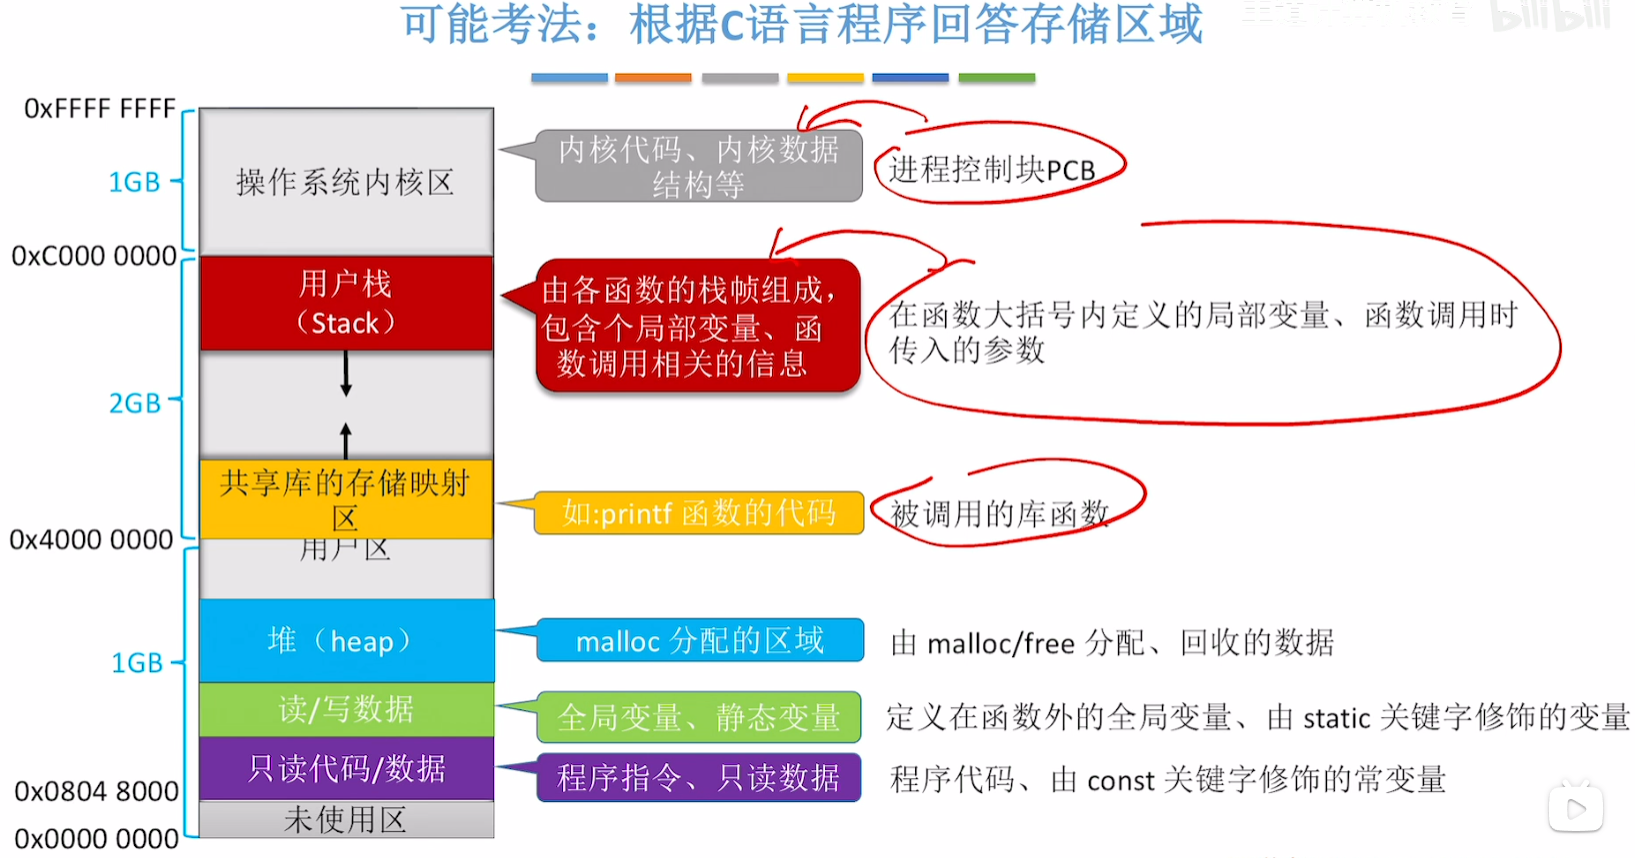 可能考法：根据C语言程序回答存储区域
bilibili
0xFFFF FFFF
操作系统内核区
1GB
内核代码、内核数据
结构等
进程控制块PCB
0xC000 0000
用户栈
（Stack）
由各函数的栈帧组成，
包含个局部变量、函
数调用相关的信息
在函数大括号内定义的局部变量、函数调用时
传入的参数
2GB
共享库的存储映射
区
如:printf 函数的代码
被调用的库函数
0x4000 0000
用户区
堆（heap）
malloc 分配的区域
由 malloc/free 分配、回收的数据
1GB
读/写数据
全局变量、静态变量
定义在函数外的全局变量、由 static 关键字修饰的变量
只读代码/数据
程序指令、只读数据
程序代码、由 const 关键字修饰的常变量
0x0804 8000
未使用区
0x0000 0000